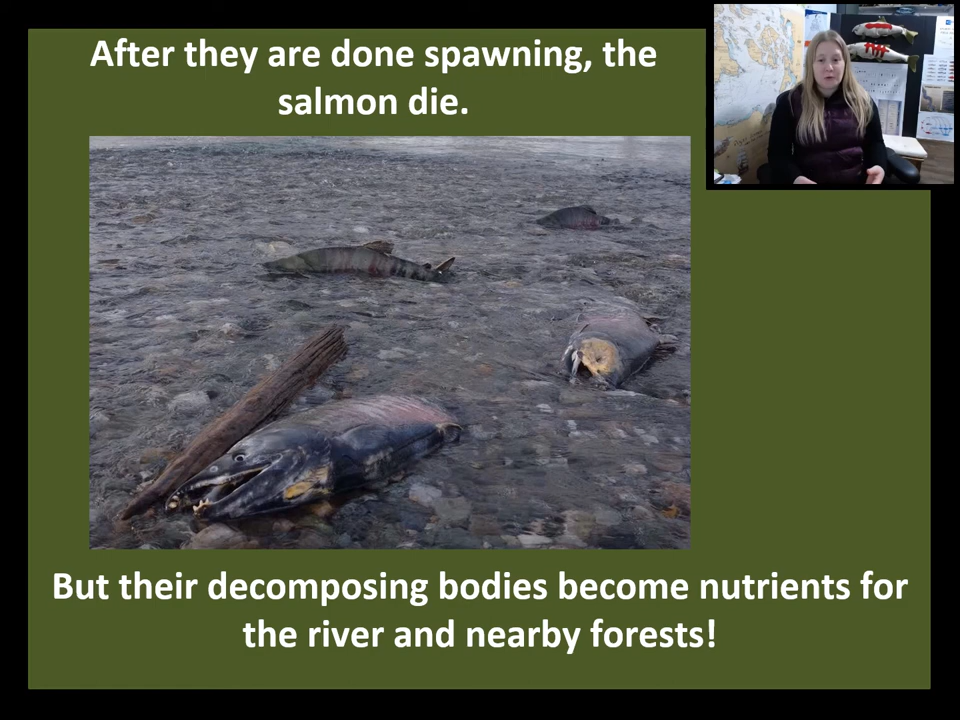 After they are done spawning, the
salmon die.
But their decomposing bodies become nutrients for
the river and nearby forests!